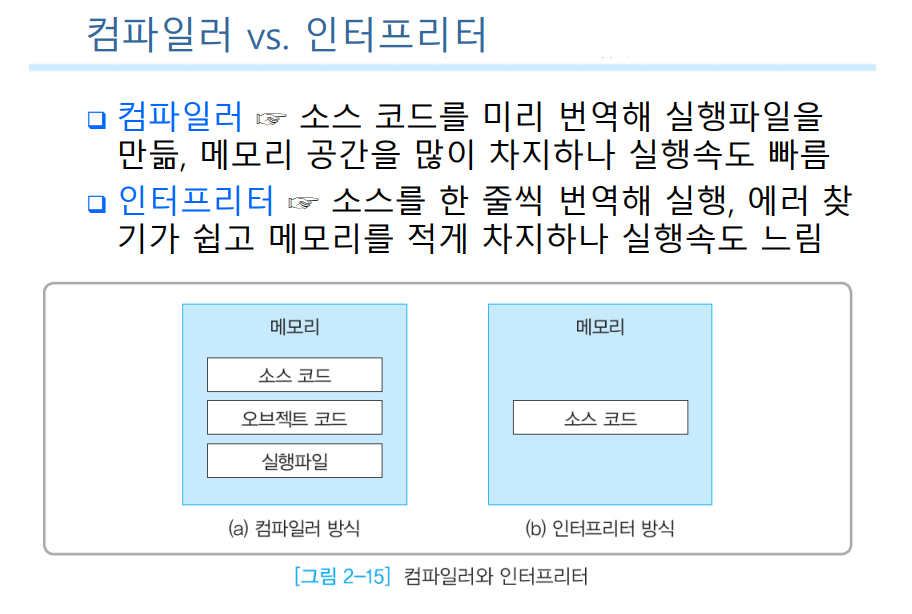 컴파일러 vs. 인터프리터
❑ 컴파일러 ☞ 소스 코드를 미리 번역해 실행파일을
만듦, 메모리 공간을 많이 차지하나 실행속도 빠름
❑ 인터프리터 ☞ 소스를 한 줄씩 번역해 실행, 에러 찾
기가 쉽고 메모리를 적게 차지하나 실행속도 느림
메모리
소스 코드
오브젝트 코드
실행파일
(a) 컴파일러 방식
메모리
소스 코드
(b) 인터프리터 방식
[그림 2-15] 컴파일러와 인터프리터